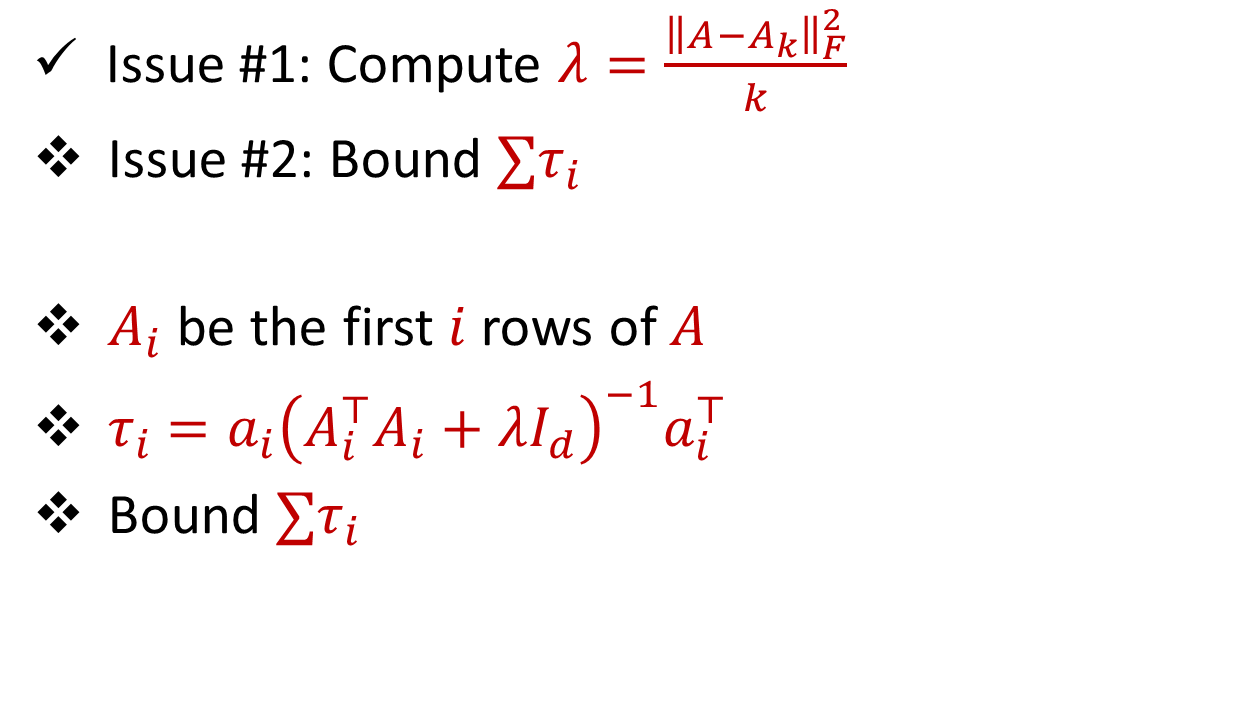 ✓ Issue #1: Compute λ = ‖A−A_k‖_F^2 / k
❖ Issue #2: Bound ∑τ_i
❖ A_i be the first i rows of A
❖ τ_i = a_i(A_i^⊤ A_i + λI_d)^{−1} a_i^⊤
❖ Bound ∑τ_i